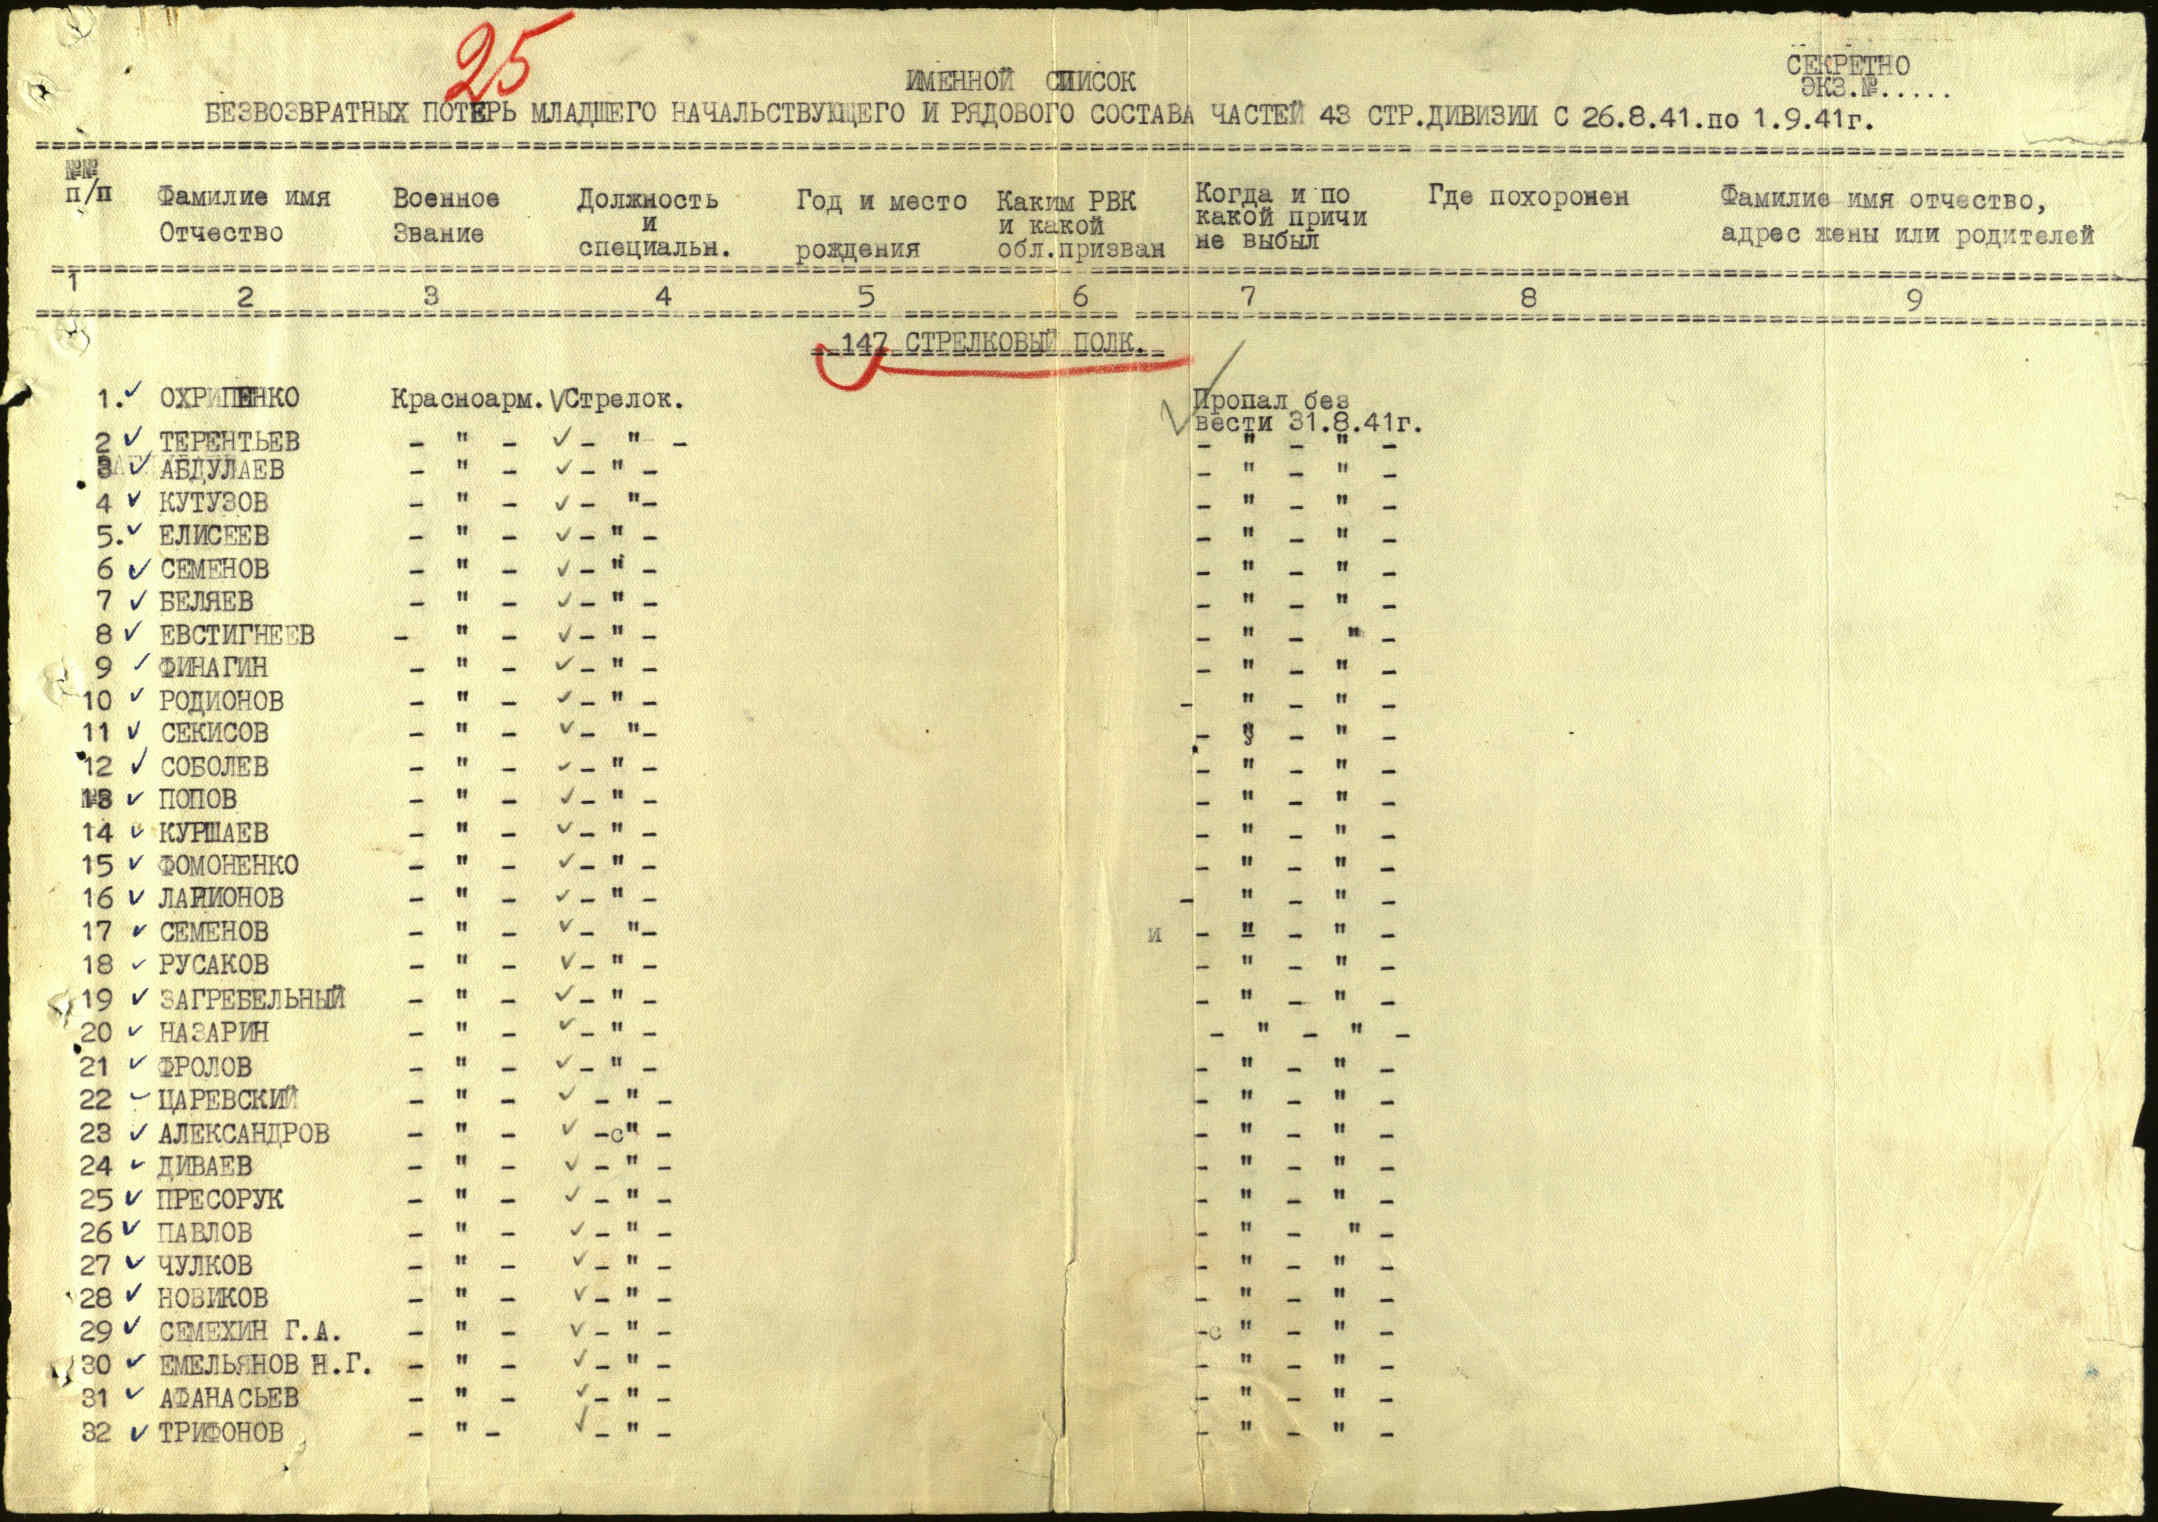 25
СЕКРЕТНО
ЭКЗ.№.....
ИМЕННОЙ СПИСОК
БЕЗВОЗВРАТНЫХ ПОТЕРЬ МЛАДШЕГО НАЧАЛЬСТВУЮЩЕГО И РЯДОВОГО СОСТАВА ЧАСТЕЙ 43 СТР.ДИВИЗИИ С 26.8.41.по 1.9.41г.
№№ п/п Фамилие имя Отчество Военное Звание Должность и специальн. Год и место рождения Каким РВК и какой обл.призван Когда и по какой причи не выбыл Где похоронен Фамилие имя отчество, адрес жены или родителей
1 2 3 4 5 6 7 8 9
147 СТРЕЛКОВЫЙ ПОЛК.
1. ОХРИПЕНКО Красноарм. Стрелок. Пропал без вести 31.8.41г.
2 ТЕРЕНТЬЕВ - " - - " - - " - " -
3 АБДУЛАЕВ - " - - " - - " - " -
4 КУТУЗОВ - " - - "- - " - " -
5. ЕЛИСЕЕВ - " - - " - - " - " -
6 СЕМЕНОВ - " - - " - - " - " -
7 БЕЛЯЕВ - " - - " - - " - " -
8 ЕВСТИГНЕЕВ - " - - " - - " - " -
9 ФИНАГИН - " - - " - - " - " -
10 РОДИОНОВ - " - - " - - " - " -
11 СЕКИСОВ - " - - "- - " - " -
12 СОБОЛЕВ - " - - " - - " - " -
13 ПОПОВ - " - - " - - " - " -
14 КУРШАЕВ - " - - " - - " - " -
15 ФОМОНЕНКО - " - - " - - " - " -
16 ЛАРИОНОВ - " - - " - - " - " -
17 СЕМЕНОВ - " - - "- и - " - " -
18 РУСАКОВ - " - - " - - " - " -
19 ЗАГРЕБЕЛЬНЫЙ - " - - " - - " - " -
20 НАЗАРИН - " - - " - - " - " -
21 ФРОЛОВ - " - - " - - " - " -
22 ЦАРЕВСКИЙ - " - - " - - " - " -
23 АЛЕКСАНДРОВ - " - -с" - - " - " -
24 ДИВАЕВ - " - - " - - " - " -
25 ПРЕСОРУК - " - - " - - " - " -
26 ПАВЛОВ - " - - " - - " - " -
27 ЧУЛКОВ - " - - " - - " - " -
28 НОВИКОВ - " - - " - - " - " -
29 СЕМЕХИН Г.А. - " - - " - -с " - " -
30 ЕМЕЛЬЯНОВ Н.Г. - " - - " - - " - " -
31 АФАНАСЬЕВ - " - - " - - " - " -
32 ТРИФОНОВ - " - - " - - " - " -